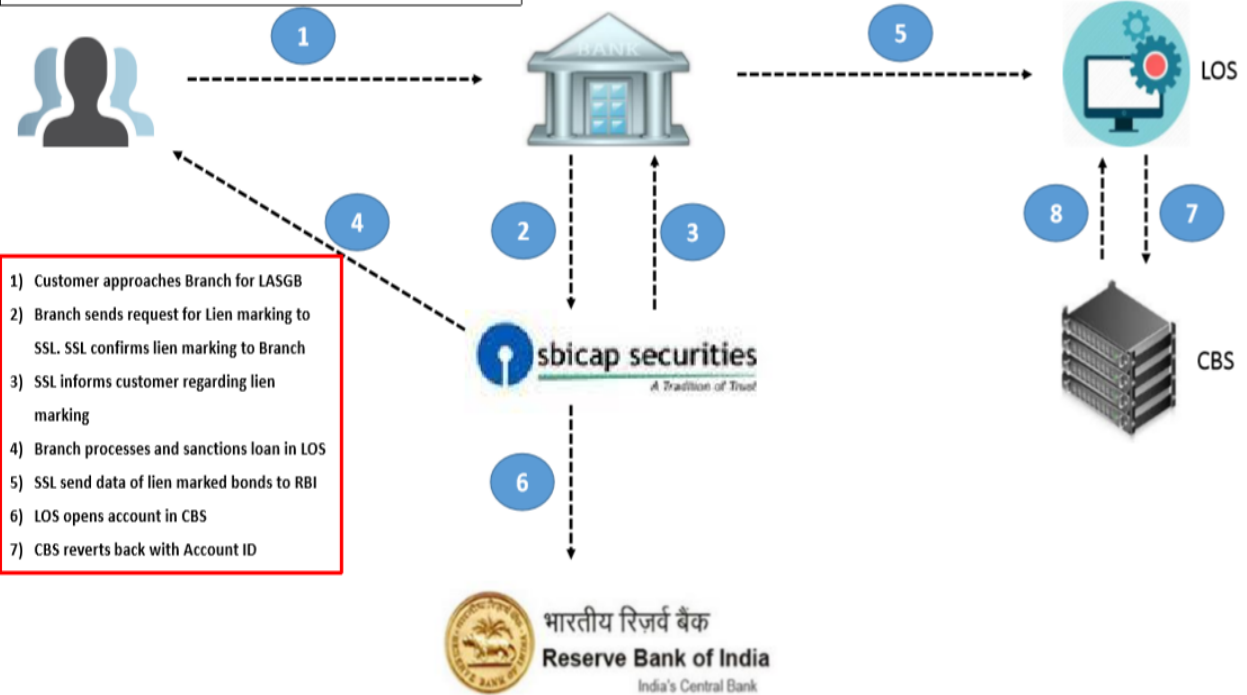 1
5
BANK
LOS
4
2
3
8
7
1) Customer approaches Branch for LASGB
2) Branch sends request for Lien marking to
SSL. SSL confirms lien marking to Branch
3) SSL informs customer regarding lien
marking
4) Branch processes and sanctions loan in LOS
5) SSL send data of lien marked bonds to RBI
6) LOS opens account in CBS
7) CBS reverts back with Account ID
sbicap securities
A Tradition of Trust
CBS
6
भारतीय रिज़र्व बैंक
Reserve Bank of India
India's Central Bank